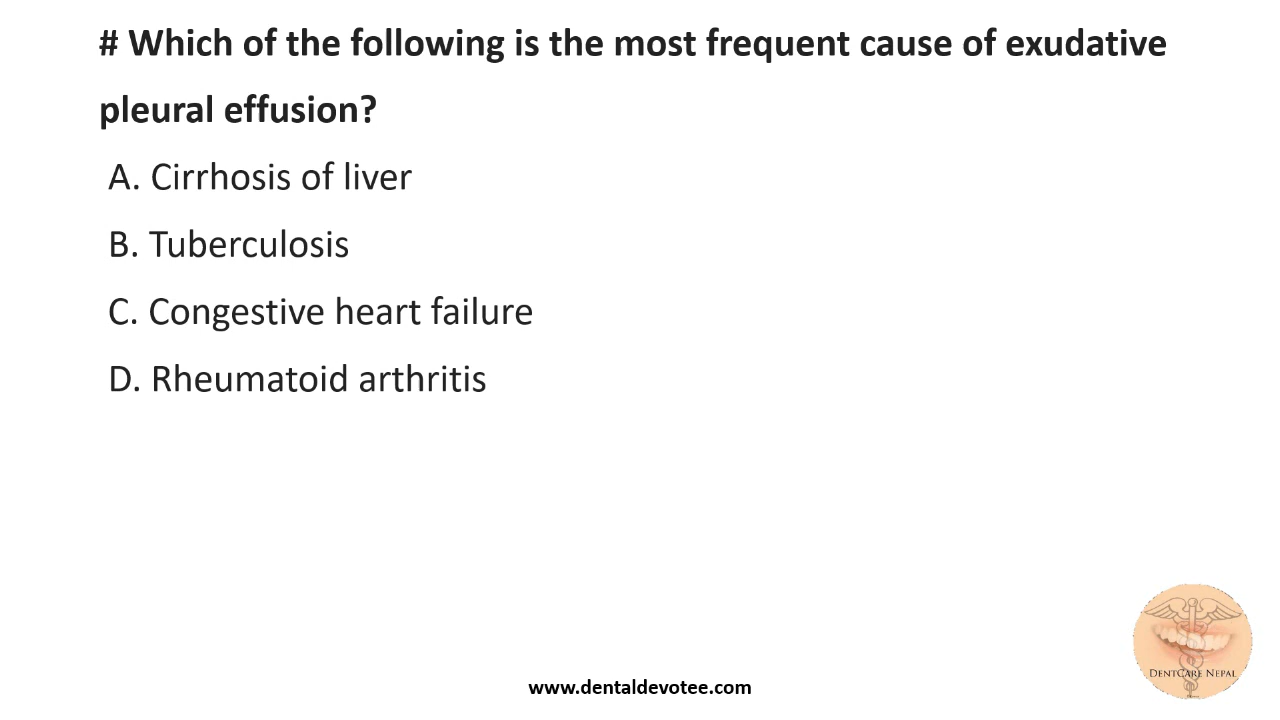 # Which of the following is the most frequent cause of exudative
pleural effusion?
A. Cirrhosis of liver
B. Tuberculosis
C. Congestive heart failure
D. Rheumatoid arthritis
DENTCARE NEPAL
www.dentaldevotee.com